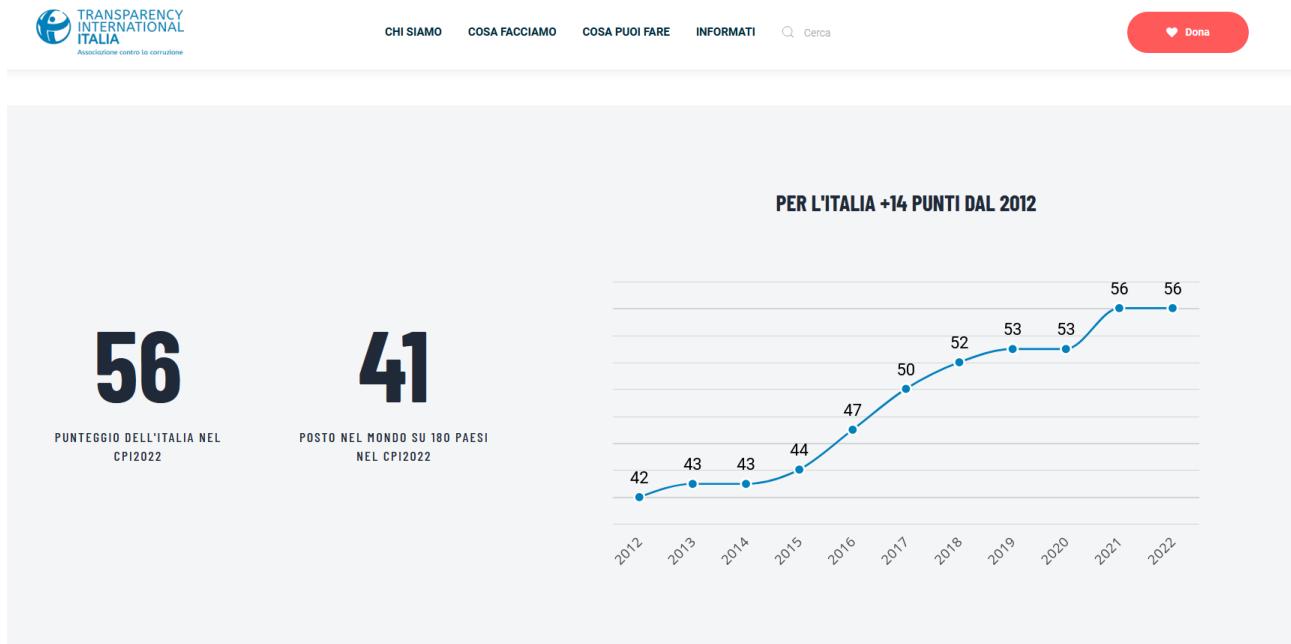 TRANSPARENCY
INTERNATIONAL
ITALIA
Associazione contro la corruzione
CHI SIAMO
COSA FACCIAMO
COSA PUOI FARE
INFORMATI
Cerca
Dona
56
PUNTEGGIO DELL'ITALIA NEL
CPI2022
41
POSTO NEL MONDO SU 180 PAESI
NEL CPI2022
PER L'ITALIA +14 PUNTI DAL 2012
42
43
43
44
47
50
52
53
53
56
56
2012
2013
2014
2015
2016
2017
2018
2019
2020
2021
2022